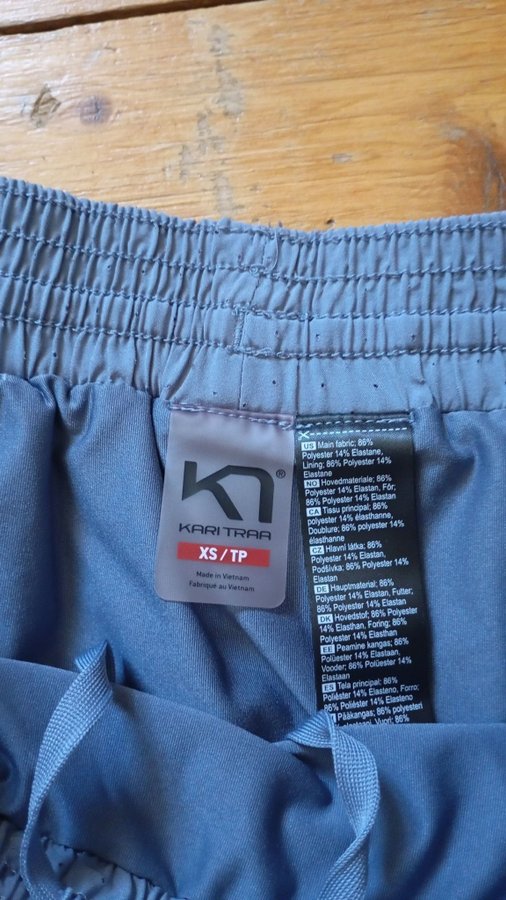 KARI TRAA
®
XS/TP
Made in Vietnam
Fabriqué au Vietnam
US Main fabric; 86%
Polyester 14% Elastane,
Lining; 86% Polyester 14%
Elastane
NO Hovedmateriale; 86%
Polyester 14% Elastan, Fôr;
86% Polyester 14% Elastan
CA Tissu principal; 86%
polyester 14% élasthanne,
Doublure; 86% polyester 14%
élasthanne
CZ Hlavní látka; 86%
Polyester 14% Elastan,
Podšívka; 86% Polyester 14%
Elastan
DE Hauptmaterial; 86%
Polyester 14% Elastan, Futter;
86% Polyester 14% Elastan
DK Hovedstof; 86% Polyester
14% Elasthan, Foring; 86%
Polyester 14% Elasthan
EE Peamine kangas; 86%
Polüester 14% Elastaan,
Vooder; 86% Polüester 14%
Elastaan
ES Tela principal; 86%
Poliéster 14% Elasteno, Forro;
86% Poliéster 14% Elasteno
Pääkangas; 86% polyesteri
elastaani, Vuori; 86%